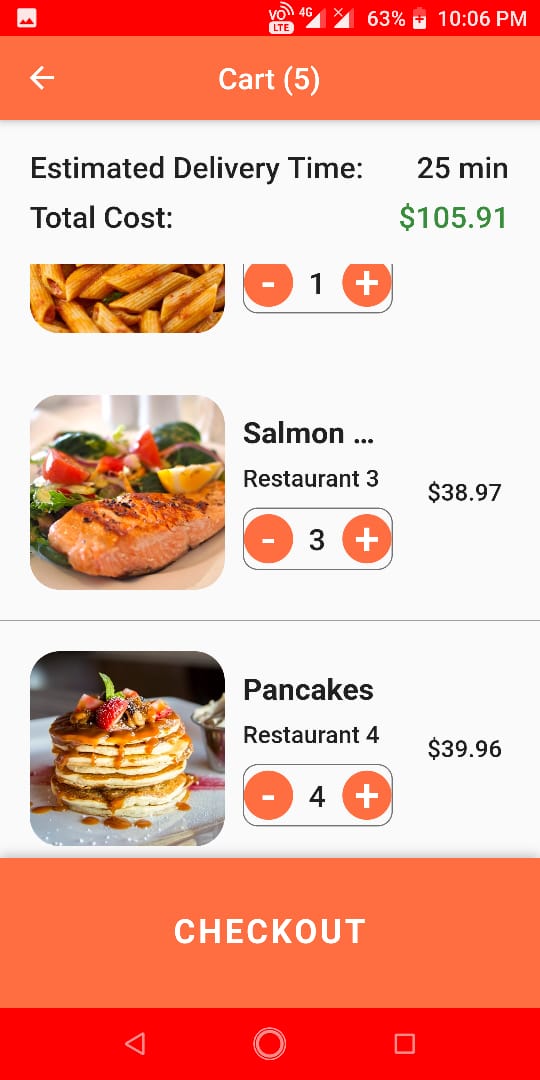 VO LTE 4G 63% 10:06 PM
Cart (5)
Estimated Delivery Time: 25 min
Total Cost: $105.91
- 1 +
Salmon ...
Restaurant 3
$38.97
- 3 +
Pancakes
Restaurant 4
$39.96
- 4 +
CHECKOUT